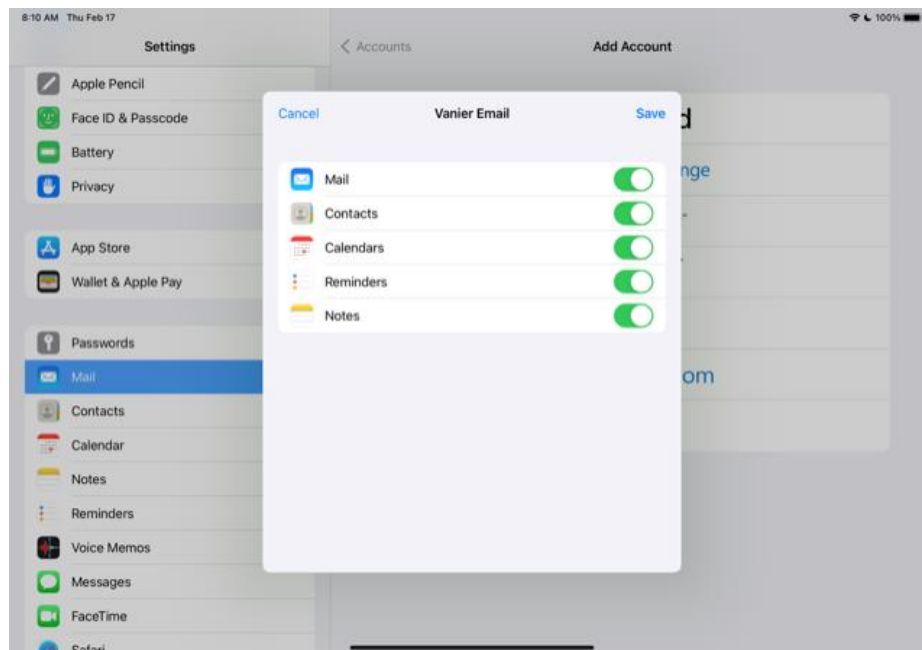 8:10 AM Thu Feb 17
100%
Settings
Accounts
Add Account
Apple Pencil
Face ID & Passcode
Battery
Privacy
App Store
Wallet & Apple Pay
Passwords
Mail
Contacts
Calendar
Notes
Reminders
Voice Memos
Messages
FaceTime
Safari
Cancel
Vanier Email
Save
Mail
Contacts
Calendars
Reminders
Notes
d
nge
om